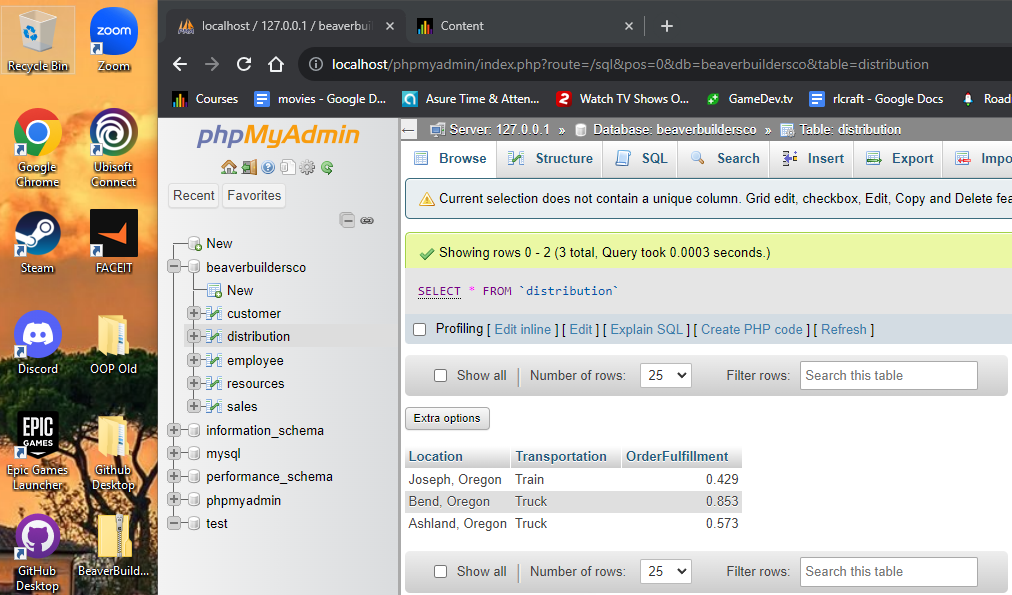 Recycle Bin
Zoom
zoom
Google Chrome
Ubisoft Connect
Steam
FACEIT
Discord
OOP Old
EPIC GAMES
Epic Games Launcher
Github Desktop
GitHub Desktop
BeaverBuild...
localhost / 127.0.0.1 / beaverbui
Content
localhost/phpmyadmin/index.php?route=/sql&pos=0&db=beaverbuildersco&table=distribution
Courses
movies - Google D...
Asure Time & Atten...
Watch TV Shows O...
GameDev.tv
rlcraft - Google Docs
Road
phpMyAdmin
Recent Favorites
New
beaverbuildersco
New
customer
distribution
employee
resources
sales
information_schema
mysql
performance_schema
phpmyadmin
test
Server: 127.0.0.1 » Database: beaverbuildersco » Table: distribution
Browse Structure SQL Search Insert Export Impo
Current selection does not contain a unique column. Grid edit, checkbox, Edit, Copy and Delete fea
Showing rows 0 - 2 (3 total, Query took 0.0003 seconds.)
SELECT * FROM `distribution`
Profiling [ Edit inline ] [ Edit ] [ Explain SQL ] [ Create PHP code ] [ Refresh ]
Show all | Number of rows: 25 Filter rows: Search this table
Extra options
Location Transportation OrderFulfillment
Joseph, Oregon Train 0.429
Bend, Oregon Truck 0.853
Ashland, Oregon Truck 0.573
Show all | Number of rows: 25 Filter rows: Search this table